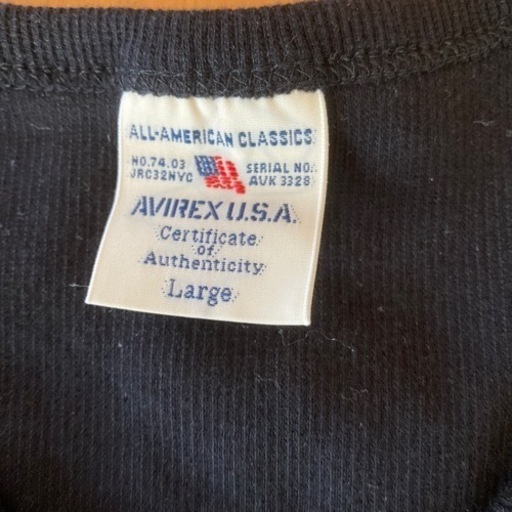 ALL-AMERICAN CLASSICS
NO.74.03
JRC32NYC
SERIAL NO.
AVK 3328
AVIREX U.S.A.
Certificate
of
Authenticity
Large